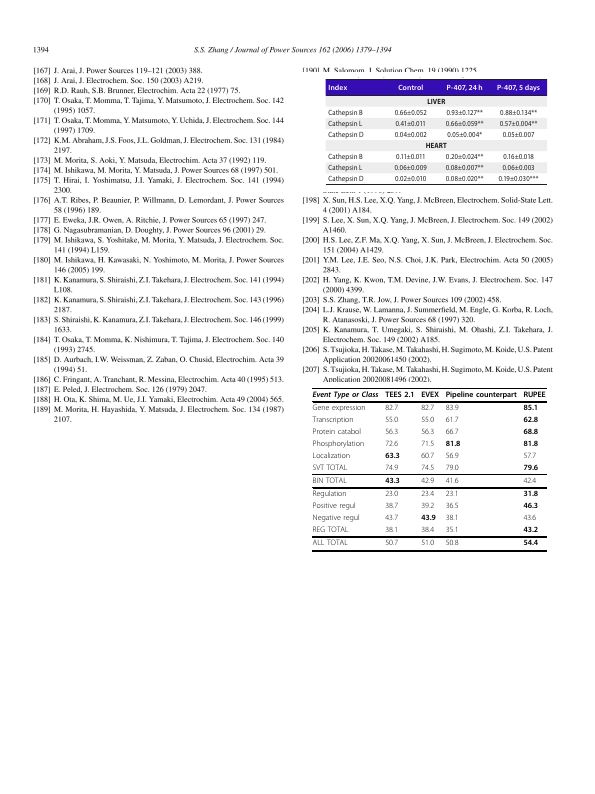 1394
S.S. Zhang / Journal of Power Sources 162 (2006) 1379–1394
[167] J. Arai, J. Power Sources 119–121 (2003) 388.
[168] J. Arai, J. Electrochem. Soc. 150 (2003) A219.
[169] R.D. Rauh, S.B. Brunner, Electrochim. Acta 22 (1977) 75.
[170] T. Osaka, T. Momma, T. Tajima, Y. Matsumoto, J. Electrochem. Soc. 142
(1995) 1057.
[171] T. Osaka, T. Momma, Y. Matsumoto, Y. Uchida, J. Electrochem. Soc. 144
(1997) 1709.
[172] K.M. Abraham, J.S. Foos, J.L. Goldman, J. Electrochem. Soc. 131 (1984)
2197.
[173] M. Morita, S. Aoki, Y. Matsuda, Electrochim. Acta 37 (1992) 119.
[174] M. Ishikawa, M. Morita, Y. Matsuda, J. Power Sources 68 (1997) 501.
[175] T. Hirai, I. Yoshimatsu, J.I. Yamaki, J. Electrochem. Soc. 141 (1994)
2300.
[176] A.T. Ribes, P. Beaunier, P. Willmann, D. Lemordant, J. Power Sources
58 (1996) 189.
[177] E. Eweka, J.R. Owen, A. Ritchie, J. Power Sources 65 (1997) 247.
[178] G. Nagasubramanian, D. Doughty, J. Power Sources 96 (2001) 29.
[179] M. Ishikawa, S. Yoshitake, M. Morita, Y. Matsuda, J. Electrochem. Soc.
141 (1994) L159.
[180] M. Ishikawa, H. Kawasaki, N. Yoshimoto, M. Morita, J. Power Sources
146 (2005) 199.
[181] K. Kanamura, S. Shiraishi, Z.I. Takehara, J. Electrochem. Soc. 141 (1994)
L108.
[182] K. Kanamura, S. Shiraishi, Z.I. Takehara, J. Electrochem. Soc. 143 (1996)
2187.
[183] S. Shiraishi, K. Kanamura, Z.I. Takehara, J. Electrochem. Soc. 146 (1999)
1633.
[184] T. Osaka, T. Momma, K. Nishimura, T. Tajima, J. Electrochem. Soc. 140
(1993) 2745.
[185] D. Aurbach, I.W. Weissman, Z. Zaban, O. Chusid, Electrochim. Acta 39
(1994) 51.
[186] C. Fringant, A. Tranchant, R. Messina, Electrochim. Acta 40 (1995) 513.
[187] E. Peled, J. Electrochem. Soc. 126 (1979) 2047.
[188] H. Ota, K. Shima, M. Ue, J.I. Yamaki, Electrochim. Acta 49 (2004) 565.
[189] M. Morita, H. Hayashida, Y. Matsuda, J. Electrochem. Soc. 134 (1987)
2107.
[190] M. Salomom, J. Solution Chem. 19 (1990) 1225.
Index Control P-407, 24 h P-407, 5 days
LIVER
Cathepsin B 0.66±0.052 0.93±0.127** 0.88±0.134**
Cathepsin L 0.41±0.011 0.66±0.059** 0.57±0.004**
Cathepsin D 0.04±0.002 0.05±0.004* 0.05±0.007
HEART
Cathepsin B 0.11±0.011 0.20±0.024** 0.16±0.018
Cathepsin L 0.06±0.009 0.08±0.007** 0.06±0.003
Cathepsin D 0.02±0.010 0.08±0.020** 0.19±0.030***
[198] X. Sun, H.S. Lee, X.Q. Yang, J. McBreen, Electrochem. Solid-State Lett.
4 (2001) A184.
[199] S. Lee, X. Sun, X.Q. Yang, J. McBreen, J. Electrochem. Soc. 149 (2002)
A1460.
[200] H.S. Lee, Z.F. Ma, X.Q. Yang, X. Sun, J. McBreen, J. Electrochem. Soc.
151 (2004) A1429.
[201] Y.M. Lee, J.E. Seo, N.S. Choi, J.K. Park, Electrochim. Acta 50 (2005)
2843.
[202] H. Yang, K. Kwon, T.M. Devine, J.W. Evans, J. Electrochem. Soc. 147
(2000) 4399.
[203] S.S. Zhang, T.R. Jow, J. Power Sources 109 (2002) 458.
[204] L.J. Krause, W. Lamanna, J. Summerfield, M. Engle, G. Korba, R. Loch,
R. Atanasoski, J. Power Sources 68 (1997) 320.
[205] K. Kanamura, T. Umegaki, S. Shiraishi, M. Ohashi, Z.I. Takehara, J.
Electrochem. Soc. 149 (2002) A185.
[206] S. Tsujioka, H. Takase, M. Takahashi, H. Sugimoto, M. Koide, U.S. Patent
Application 20020061450 (2002).
[207] S. Tsujioka, H. Takase, M. Takahashi, H. Sugimoto, M. Koide, U.S. Patent
Application 20020081496 (2002).
Event Type or Class TEES 2.1 EVEX Pipeline counterpart RUPEE
Gene expression 82.7 82.7 83.9 85.1
Transcription 55.0 55.0 61.7 62.8
Protein catabol 56.3 56.3 66.7 68.8
Phosphorylation 72.6 71.5 81.8 81.8
Localization 63.3 60.7 56.9 57.7
SVT TOTAL 74.9 74.5 79.0 79.6
BIN TOTAL 43.3 42.9 41.6 42.4
Regulation 23.0 23.4 23.1 31.8
Positive regul 38.7 39.2 36.5 46.3
Negative regul 43.7 43.9 38.1 43.6
REG TOTAL 38.1 38.4 35.1 43.2
ALL TOTAL 50.7 51.0 50.8 54.4